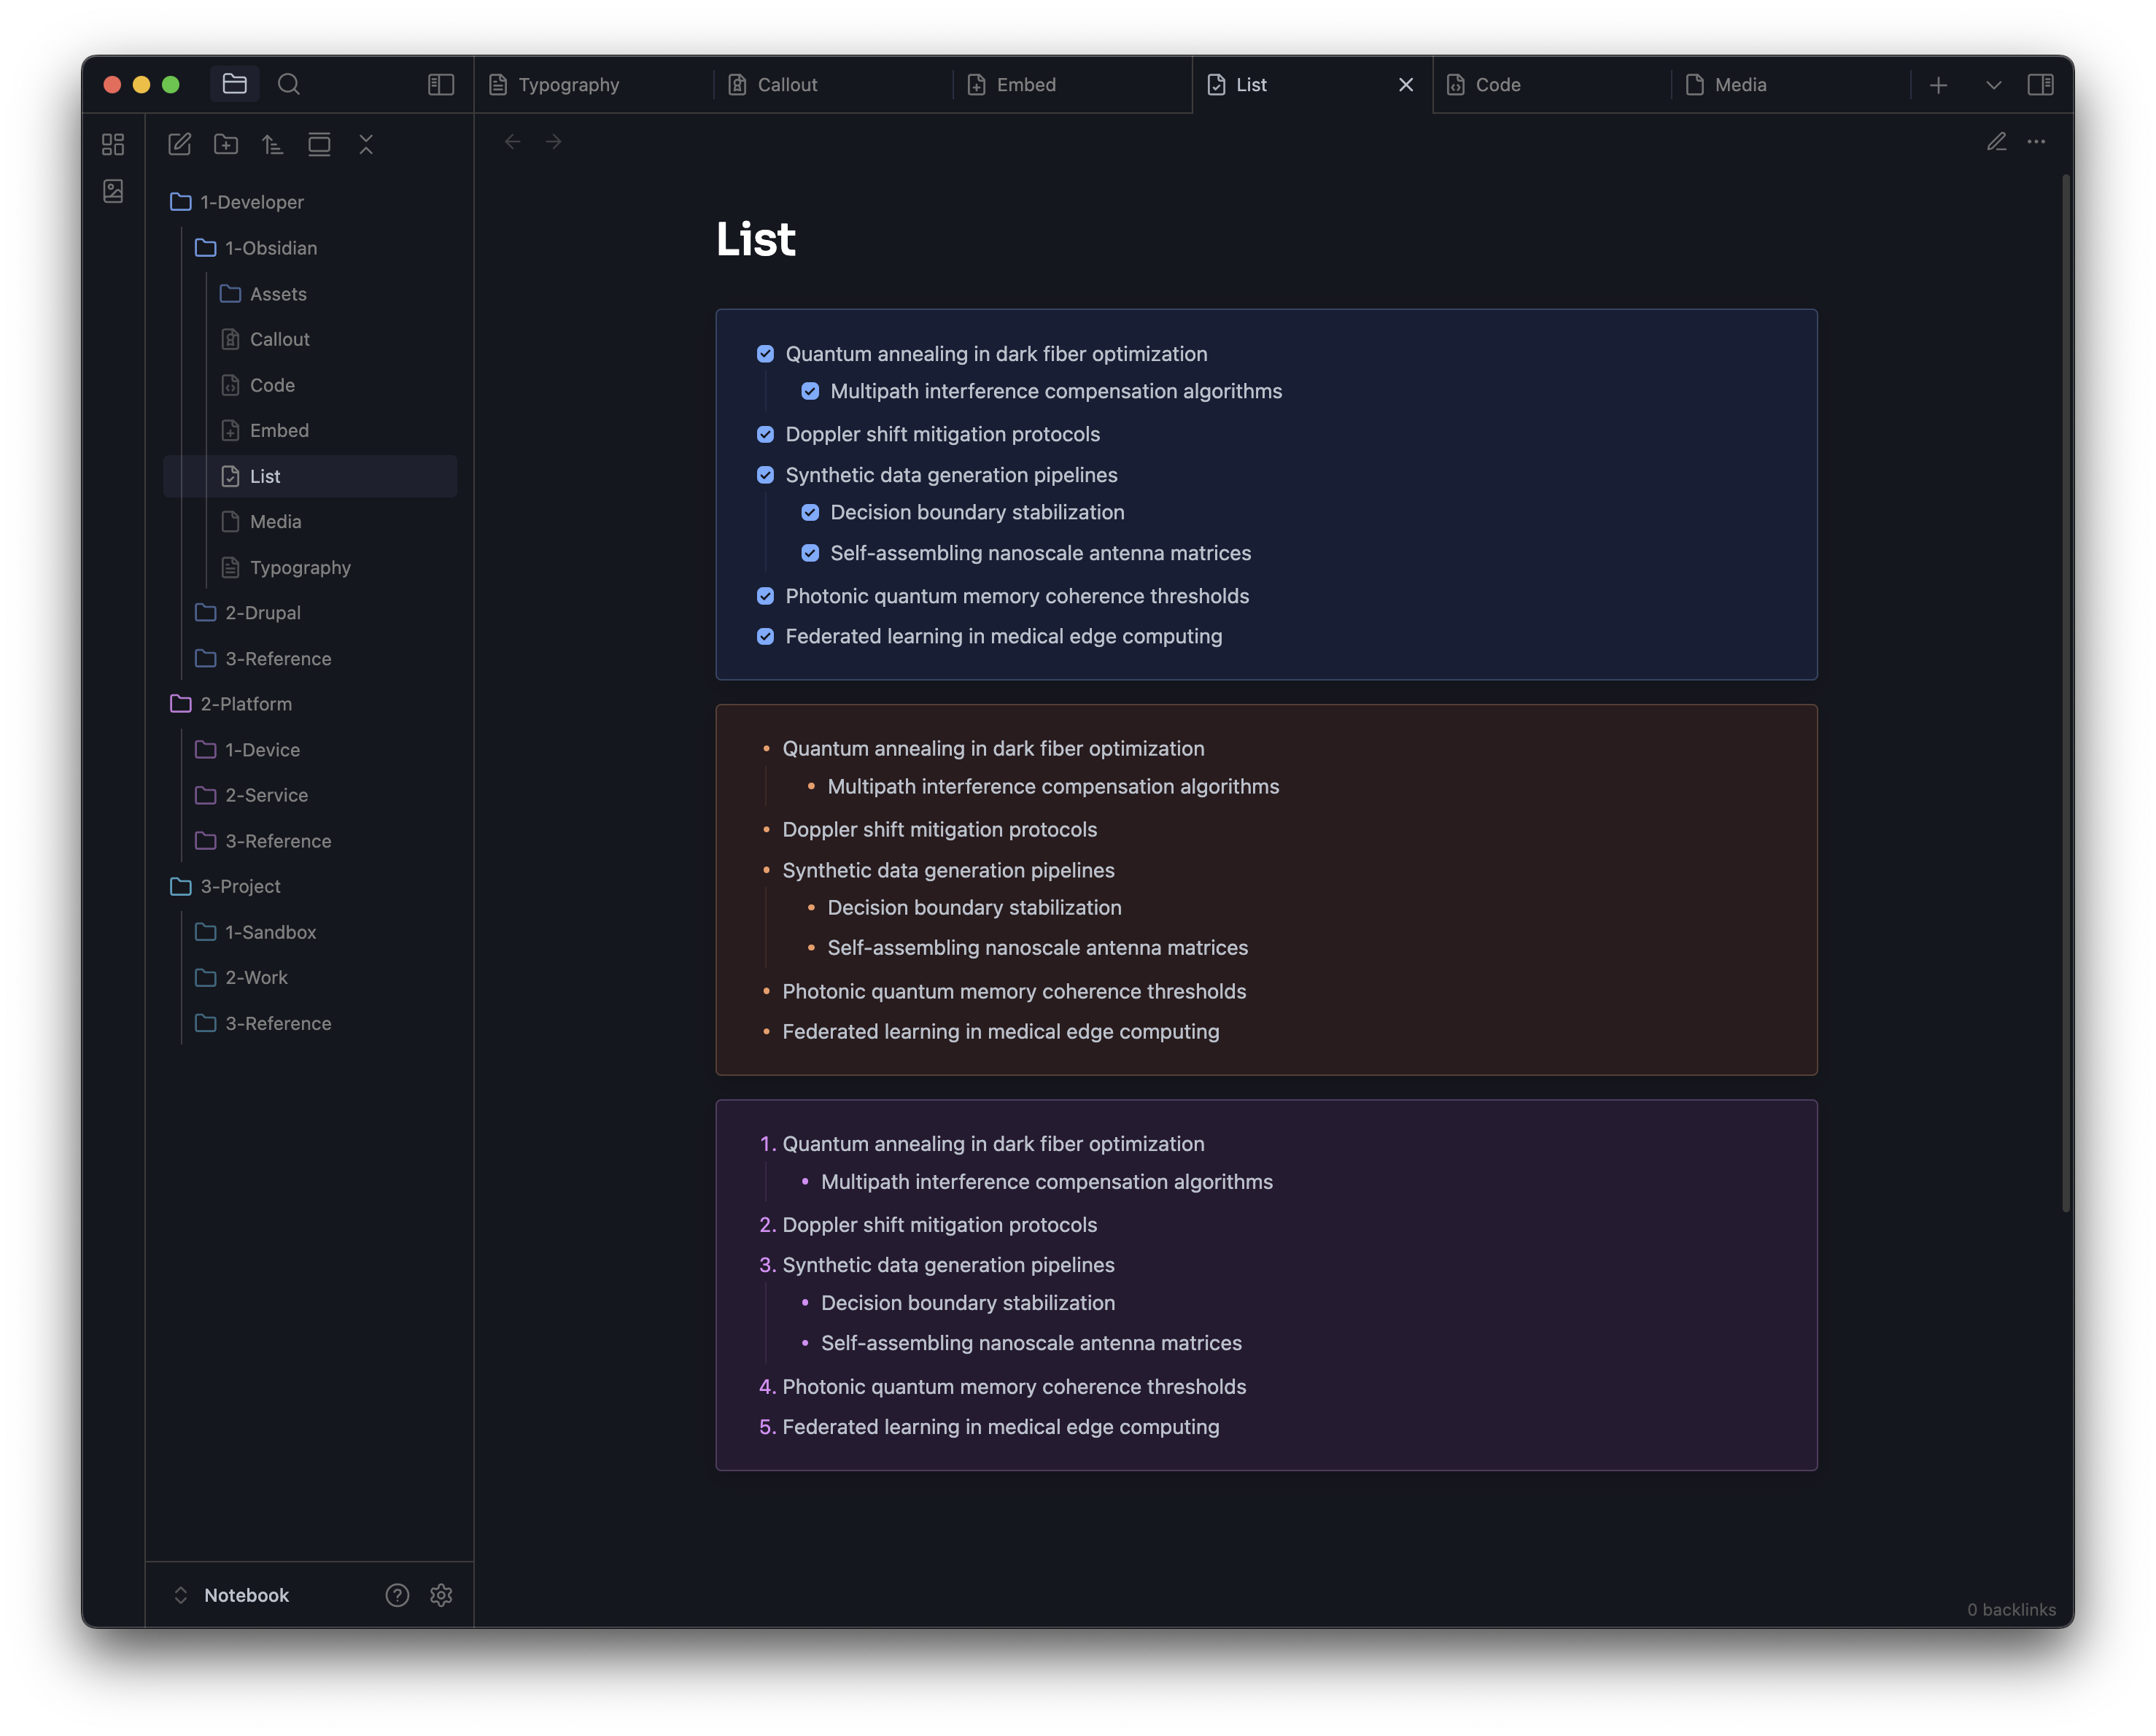 Typography
Callout
Embed
List
Code
Media
1-Developer
1-Obsidian
Assets
Callout
Code
Embed
List
Media
Typography
2-Drupal
3-Reference
2-Platform
1-Device
2-Service
3-Reference
3-Project
1-Sandbox
2-Work
3-Reference
Notebook
List
Quantum annealing in dark fiber optimization
Multipath interference compensation algorithms
Doppler shift mitigation protocols
Synthetic data generation pipelines
Decision boundary stabilization
Self-assembling nanoscale antenna matrices
Photonic quantum memory coherence thresholds
Federated learning in medical edge computing
• Quantum annealing in dark fiber optimization
• Multipath interference compensation algorithms
• Doppler shift mitigation protocols
• Synthetic data generation pipelines
• Decision boundary stabilization
• Self-assembling nanoscale antenna matrices
• Photonic quantum memory coherence thresholds
• Federated learning in medical edge computing
1. Quantum annealing in dark fiber optimization
• Multipath interference compensation algorithms
2. Doppler shift mitigation protocols
3. Synthetic data generation pipelines
• Decision boundary stabilization
• Self-assembling nanoscale antenna matrices
4. Photonic quantum memory coherence thresholds
5. Federated learning in medical edge computing
0 backlinks